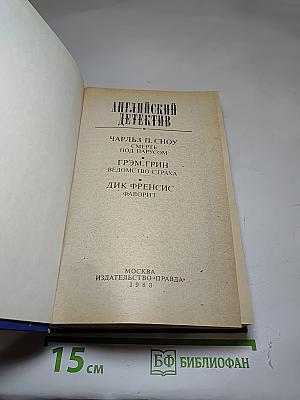 АНГЛИЙСКИЙ
ДЕТЕКТИВ
ЧАРЛЬЗ П. СНОУ
СМЕРТЬ
ПОД ПАРУСОМ
ГРЭМ ГРИН
ВЕДОМСТВО СТРАХА
ДИК ФРЕНСИС
ФАВОРИТ
МОСКВА
ИЗДАТЕЛЬСТВО «ПРАВДА»
1983
15 см
БФ БИБЛИОФАН